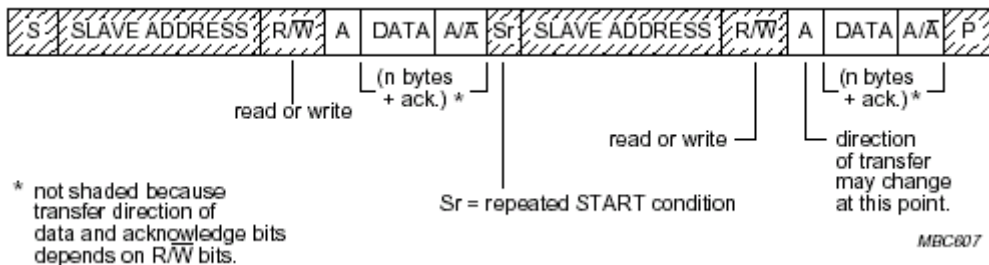 S SLAVE ADDRESS R/W̅ A DATA A/A̅ Sr SLAVE ADDRESS R/W̅ A DATA A/A̅ P
(n bytes
+ ack.) *
read or write
(n bytes
+ ack.) *
read or write
direction
of transfer
may change
at this point.
Sr = repeated START condition
* not shaded because
transfer direction of
data and acknowledge bits
depends on R/W̅ bits.
MBC607